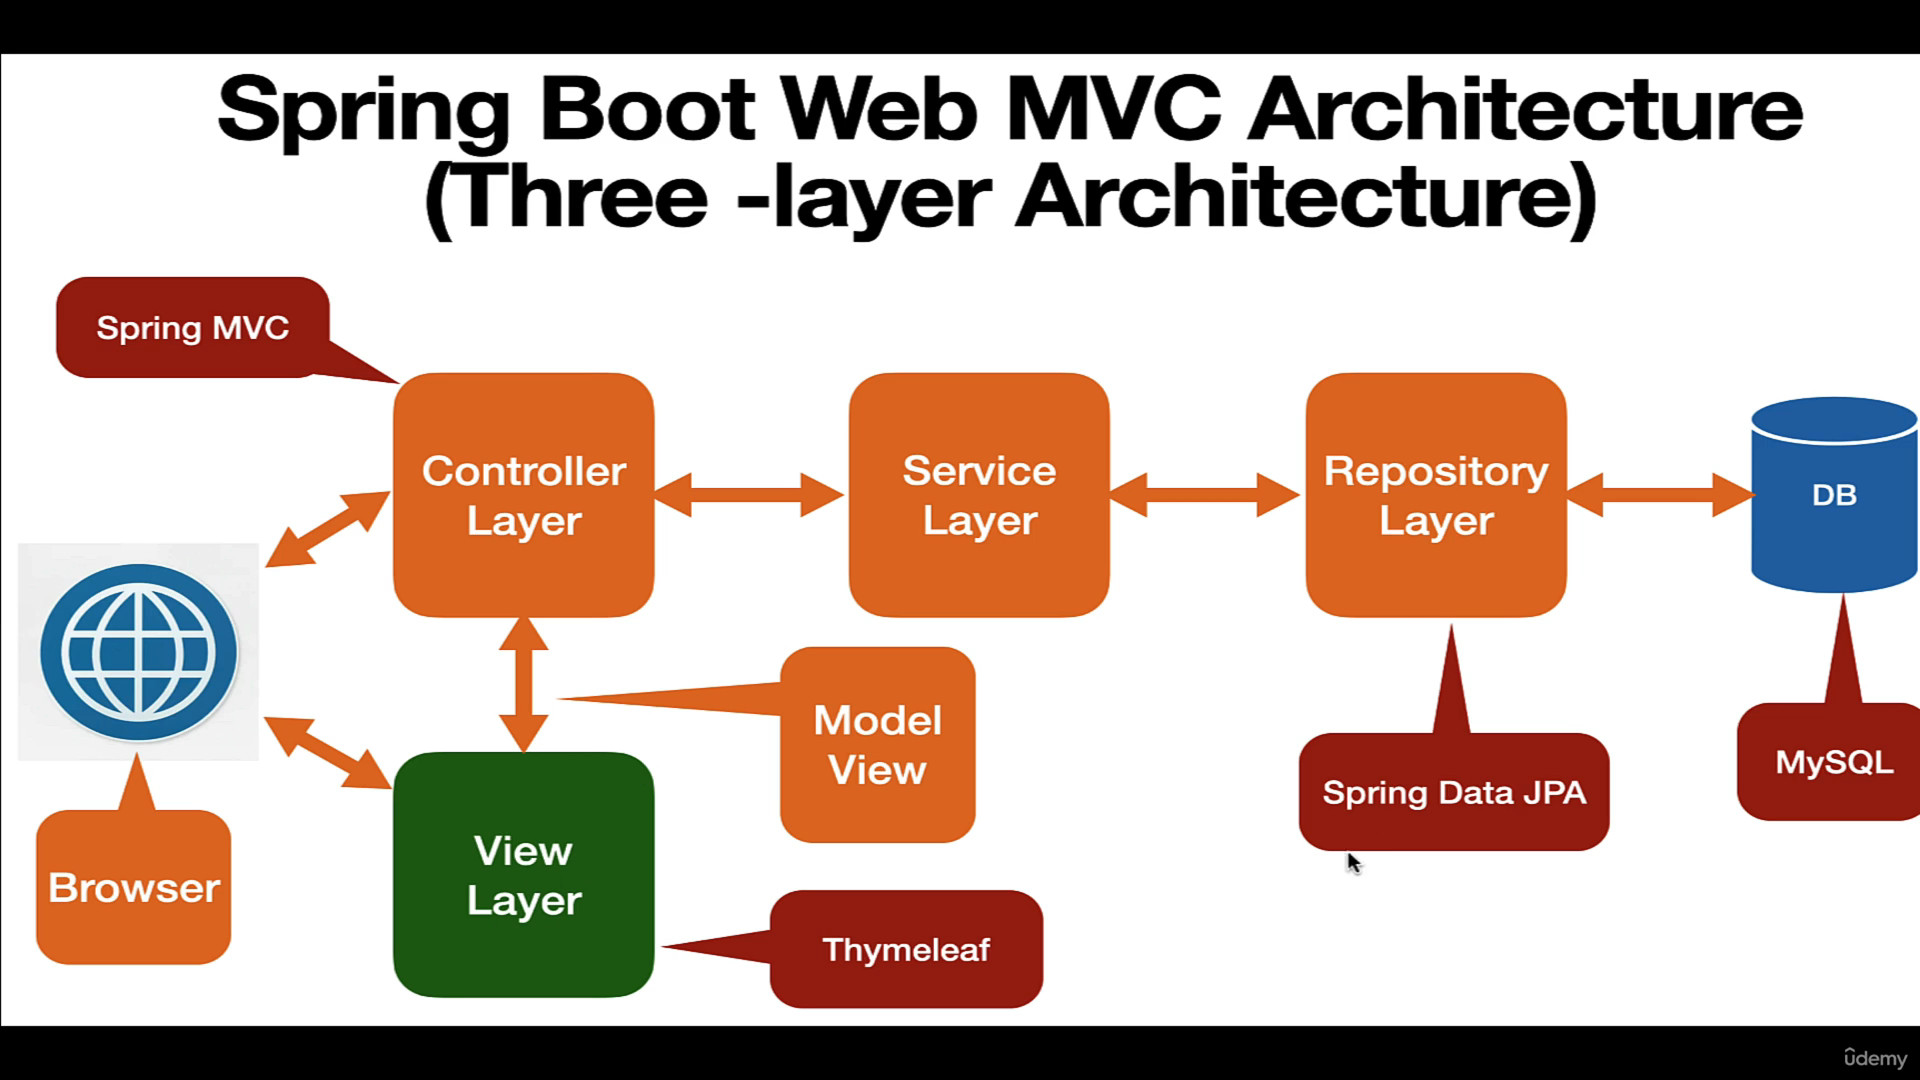 Spring Boot Web MVC Architecture
(Three -layer Architecture)
Spring MVC
Controller
Layer
Service
Layer
Repository
Layer
DB
Model
View
Spring Data JPA
MySQL
Browser
View
Layer
Thymeleaf
ûdemy